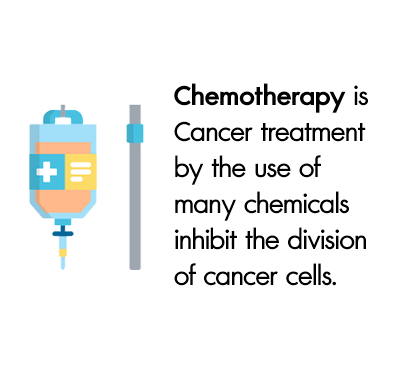 Chemotherapy is
Cancer treatment
by the use of
many chemicals
inhibit the division
of cancer cells.